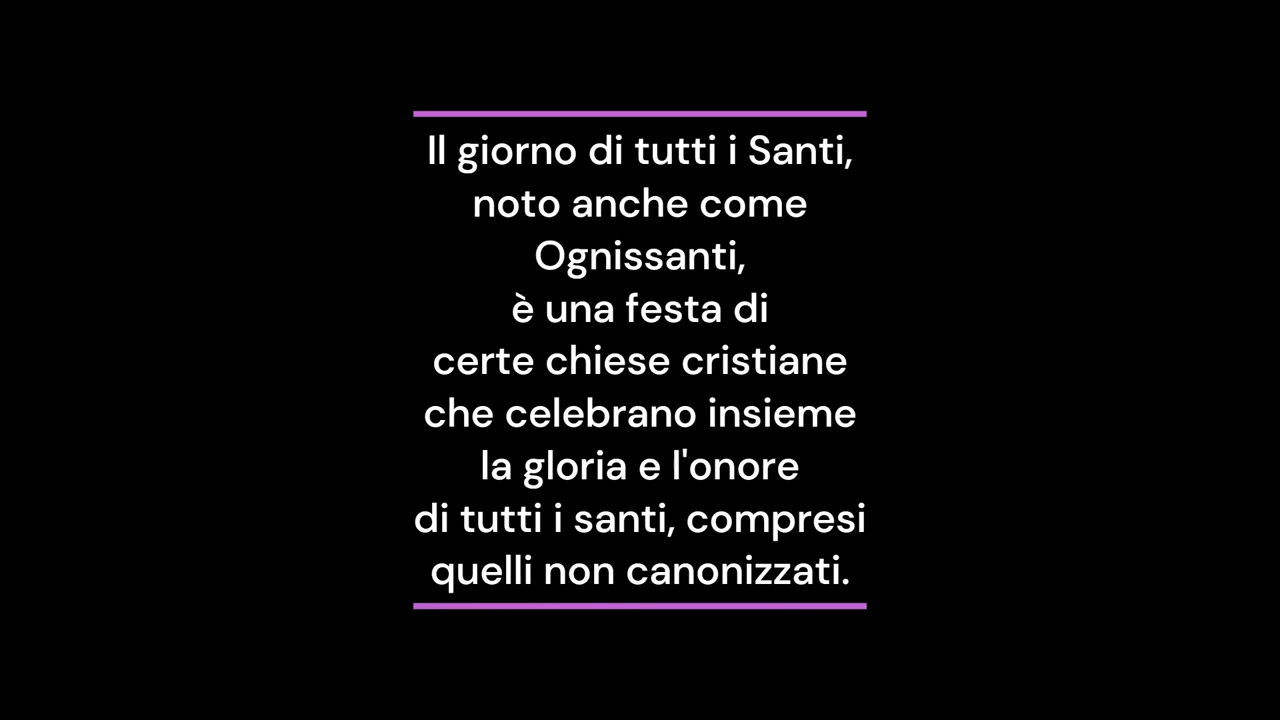 Il giorno di tutti i Santi,
noto anche come
Ognissanti,
è una festa di
certe chiese cristiane
che celebrano insieme
la gloria e l'onore
di tutti i santi, compresi
quelli non canonizzati.